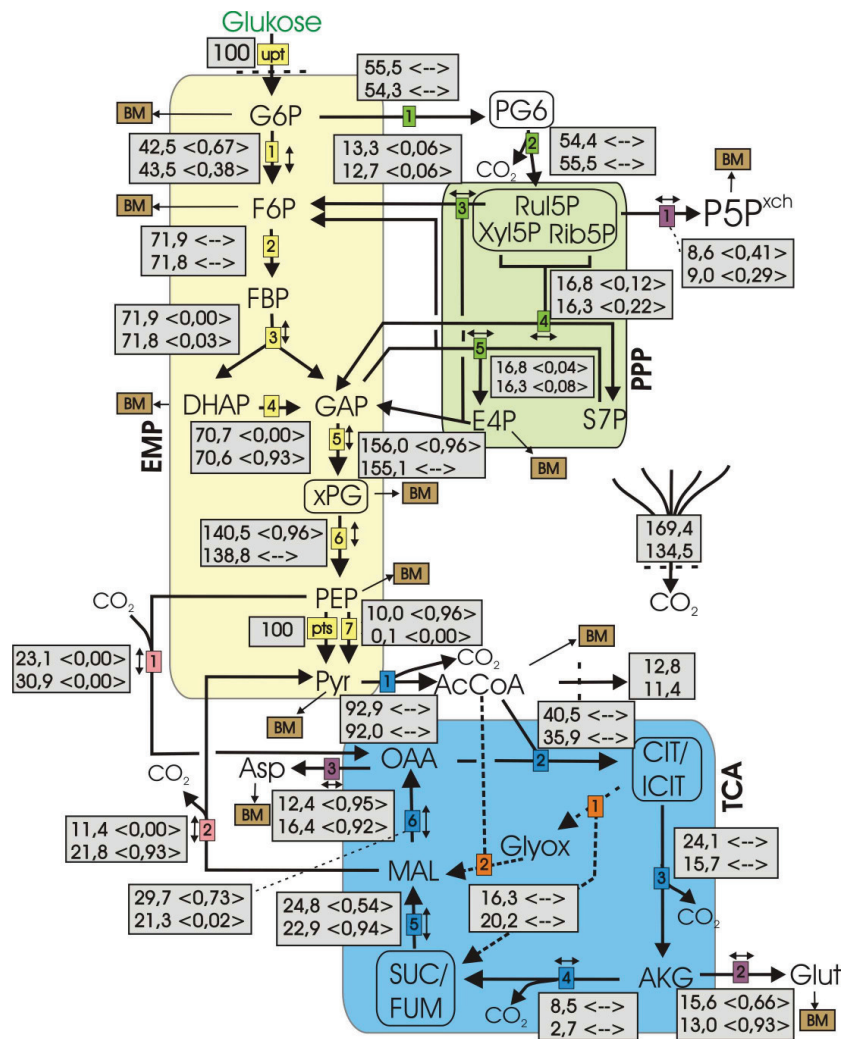 Glukose
100
upt
55,5 <-->
54,3 <-->
BM
G6P
1
PG6
42,5 <0,67>
43,5 <0,38>
1
13,3 <0,06>
12,7 <0,06>
2
CO2
54,4 <-->
55,5 <-->
BM
BM
F6P
3
Rul5P
Xyl5P Rib5P
1
P5P xch
2
71,9 <-->
71,8 <-->
8,6 <0,41>
9,0 <0,29>
FBP
16,8 <0,12>
16,3 <0,22>
71,9 <0,00>
71,8 <0,03>
3
4
5
16,8 <0,04>
16,3 <0,08>
PPP
BM
DHAP
4
GAP
E4P
S7P
EMP
70,7 <0,00>
70,6 <0,93>
5
156,0 <0,96>
155,1 <-->
BM
xPG
BM
140,5 <0,96>
138,8 <-->
6
169,4
134,5
CO2
PEP
BM
CO2
100
pts
7
10,0 <0,96>
0,1 <0,00>
23,1 <0,00>
30,9 <0,00>
1
CO2
BM
Pyr
1
AcCoA
12,8
11,4
BM
92,9 <-->
92,0 <-->
40,5 <-->
35,9 <-->
Asp
3
OAA
2
CIT/
ICIT
TCA
CO2
BM
12,4 <0,95>
16,4 <0,92>
6
1
11,4 <0,00>
21,8 <0,93>
2
Glyox
24,1 <-->
15,7 <-->
MAL
2
3
29,7 <0,73>
21,3 <0,02>
24,8 <0,54>
22,9 <0,94>
5
16,3 <-->
20,2 <-->
CO2
SUC/
FUM
4
AKG
2
Glut
CO2
8,5 <-->
2,7 <-->
15,6 <0,66>
13,0 <0,93>
BM